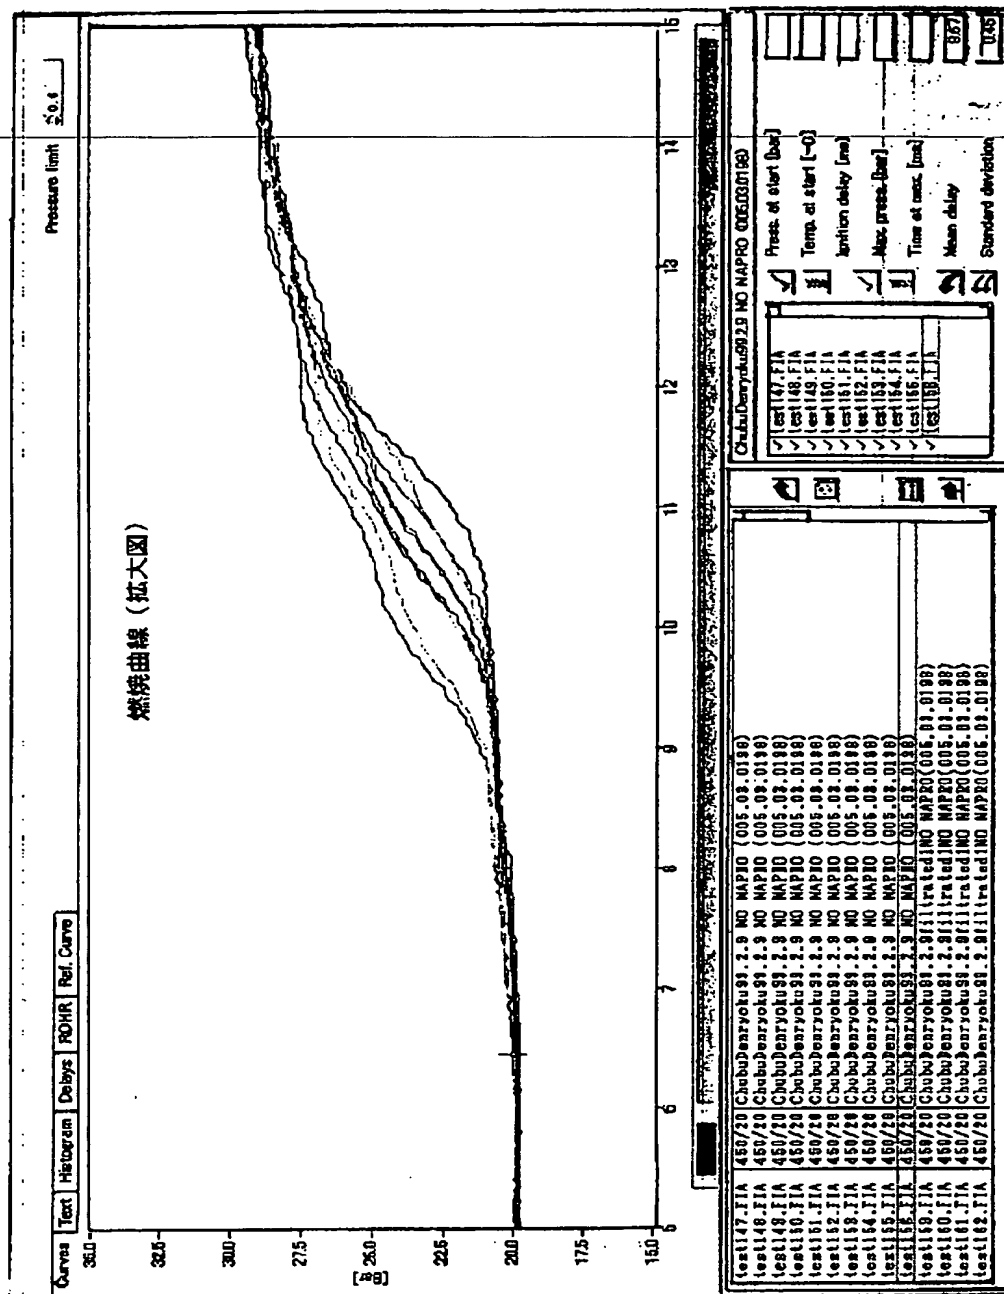 Curves Text Histogram Delays ROHR Ref. Curve
Pressure limit
燃焼曲線 (拡大図)
[Bar]
35.0
32.5
30.0
27.5
25.0
22.5
20.0
17.5
15.0
5 6 7 8 9 10 11 12 13 14 15
test147.FIA 450/20 ChubuDenryoku99.2.9 NO NAPRO (005.03.0198)
test148.FIA 450/20 ChubuDenryoku99.2.9 NO NAPRO (005.03.0198)
test149.FIA 450/20 ChubuDenryoku99.2.9 NO NAPRO (005.03.0198)
test150.FIA 450/20 ChubuDenryoku99.2.9 NO NAPRO (005.03.0198)
test151.FIA 450/20 ChubuDenryoku99.2.9 NO NAPRO (005.03.0198)
test152.FIA 450/20 ChubuDenryoku99.2.9 NO NAPRO (005.03.0198)
test153.FIA 450/20 ChubuDenryoku99.2.9 NO NAPRO (005.03.0198)
test154.FIA 450/20 ChubuDenryoku99.2.9 NO NAPRO (005.03.0198)
test155.FIA 450/20 ChubuDenryoku99.2.9 NO NAPRO (005.03.0198)
test156.FIA 450/20 ChubuDenryoku99.2.9 NO NAPRO (005.03.0198)
test159.FIA 450/20 ChubuDenryoku99.2.9filtrated1NO NAPRO(005.03.0198)
test160.FIA 450/20 ChubuDenryoku99.2.9filtrated1NO NAPRO(005.03.0198)
test161.FIA 450/20 ChubuDenryoku99.2.9filtrated1NO NAPRO(005.03.0198)
test162.FIA 450/20 ChubuDenryoku99.2.9filtrated1NO NAPRO(005.03.0198)
ChubuDenryoku99.2.9 NO NAPRO (005.03.0198)
test147.FIA
test148.FIA
test149.FIA
test150.FIA
test151.FIA
test152.FIA
test153.FIA
test154.FIA
test155.FIA
test156.FIA
Press. at start [bar]
Temp. at start [~C]
Ignition delay [ms]
Max. press. [bar]
Time at max. [ms]
Mean delay 9.67
Standard deviation 0.45